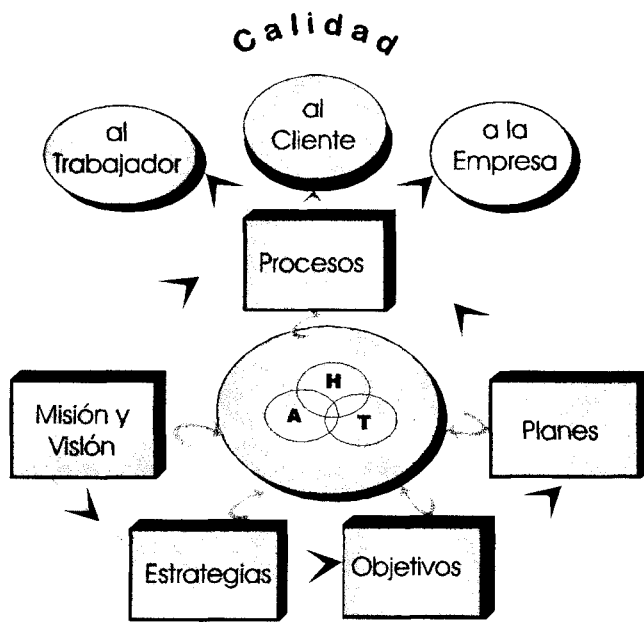 Calidad
al
Trabajador
al
Cliente
a la
Empresa
Procesos
H
A
T
Misión y
Visión
Planes
Estrategias
Objetivos